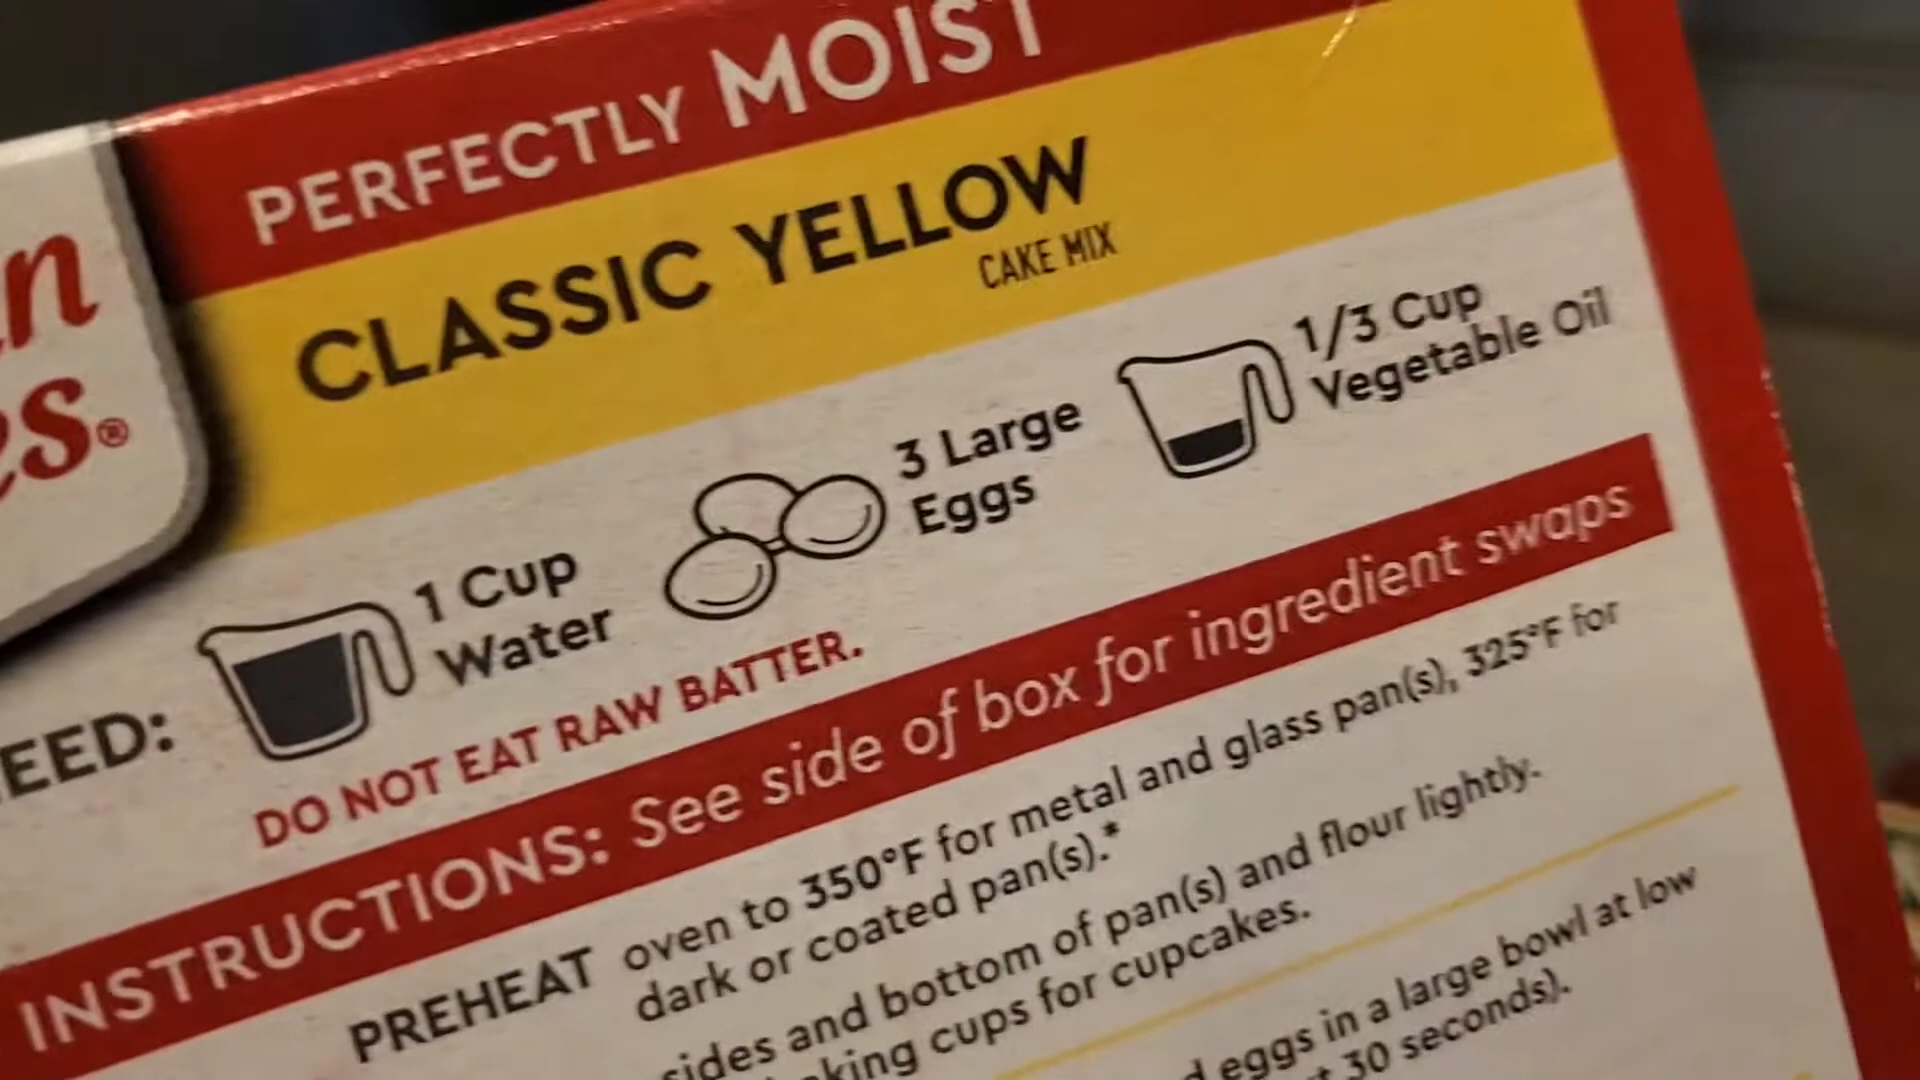 PERFECTLY MOIST
CLASSIC YELLOW
CAKE MIX
1 Cup
Water
3 Large
Eggs
1/3 Cup
Vegetable Oil
DO NOT EAT RAW BATTER.
INSTRUCTIONS: See side of box for ingredient swaps
PREHEAT oven to 350°F for metal and glass pan(s), 325°F for
dark or coated pan(s).*
sides and bottom of pan(s) and flour lightly.
cups for cupcakes.
eggs in a large bowl at low
30 seconds).